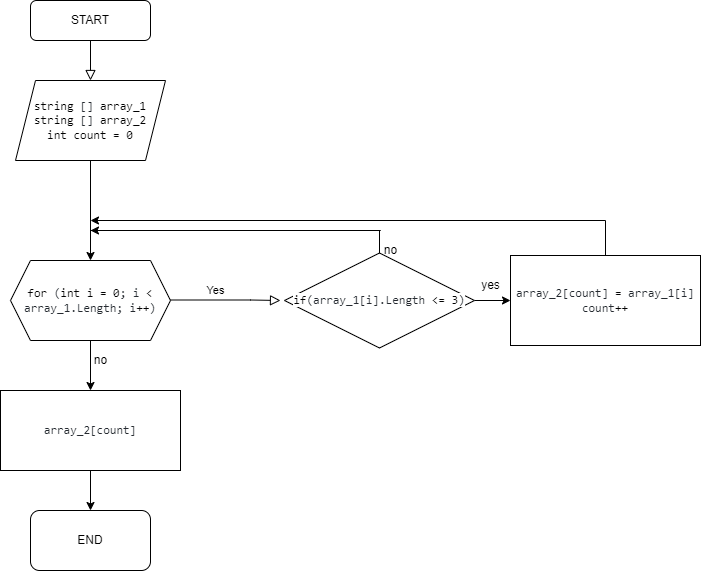 START
string [] array_1
string [] array_2
int count = 0
no
for (int i = 0; i <
array_1.Length; i++)
Yes
if(array_1[i].Length <= 3)
yes
array_2[count] = array_1[i]
count++
no
array_2[count]
END